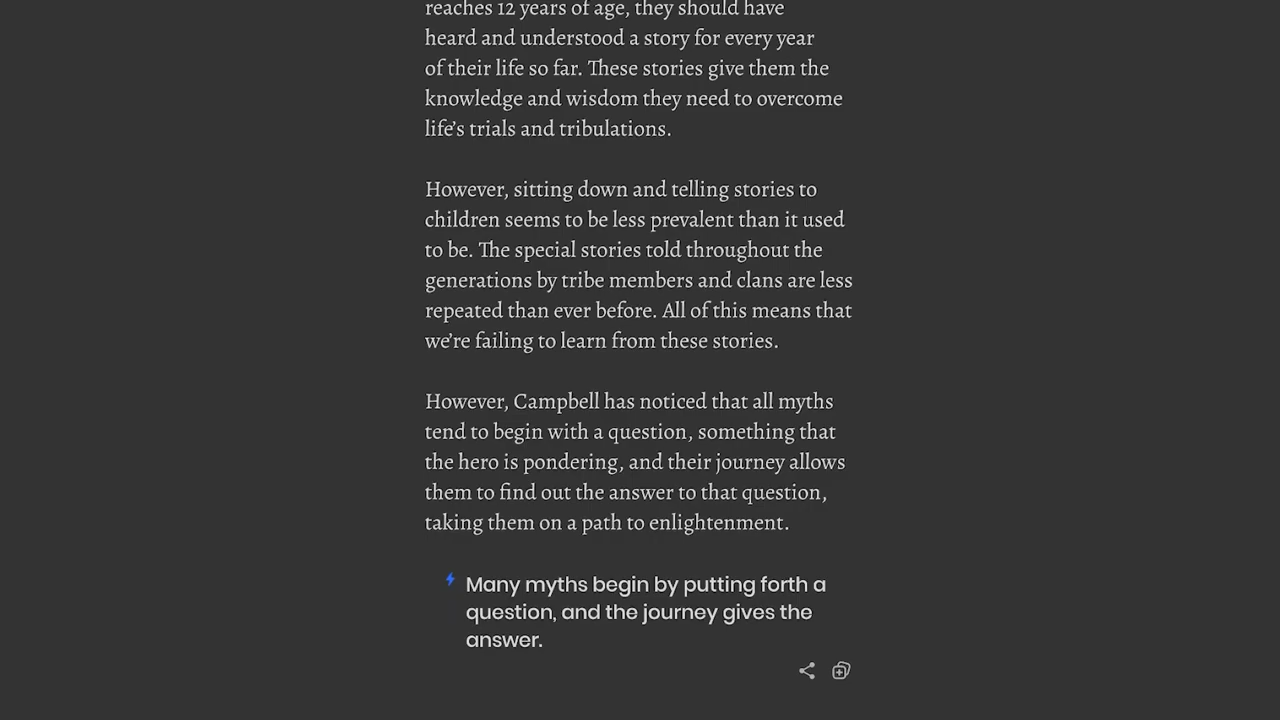 reaches 12 years of age, they should have
heard and understood a story for every year
of their life so far. These stories give them the
knowledge and wisdom they need to overcome
life’s trials and tribulations.
However, sitting down and telling stories to
children seems to be less prevalent than it used
to be. The special stories told throughout the
generations by tribe members and clans are less
repeated than ever before. All of this means that
we’re failing to learn from these stories.
However, Campbell has noticed that all myths
tend to begin with a question, something that
the hero is pondering, and their journey allows
them to find out the answer to that question,
taking them on a path to enlightenment.
Many myths begin by putting forth a
question, and the journey gives the
answer.